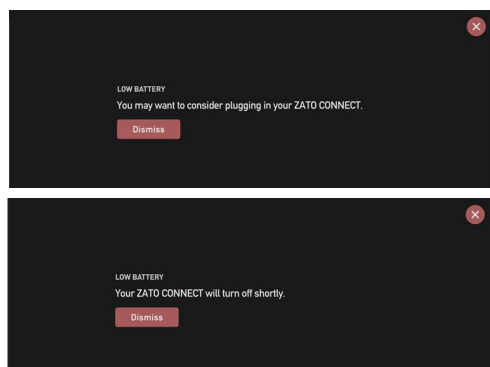 LOW BATTERY
You may want to consider plugging in your ZATO CONNECT.
Dismiss
LOW BATTERY
Your ZATO CONNECT will turn off shortly.
Dismiss